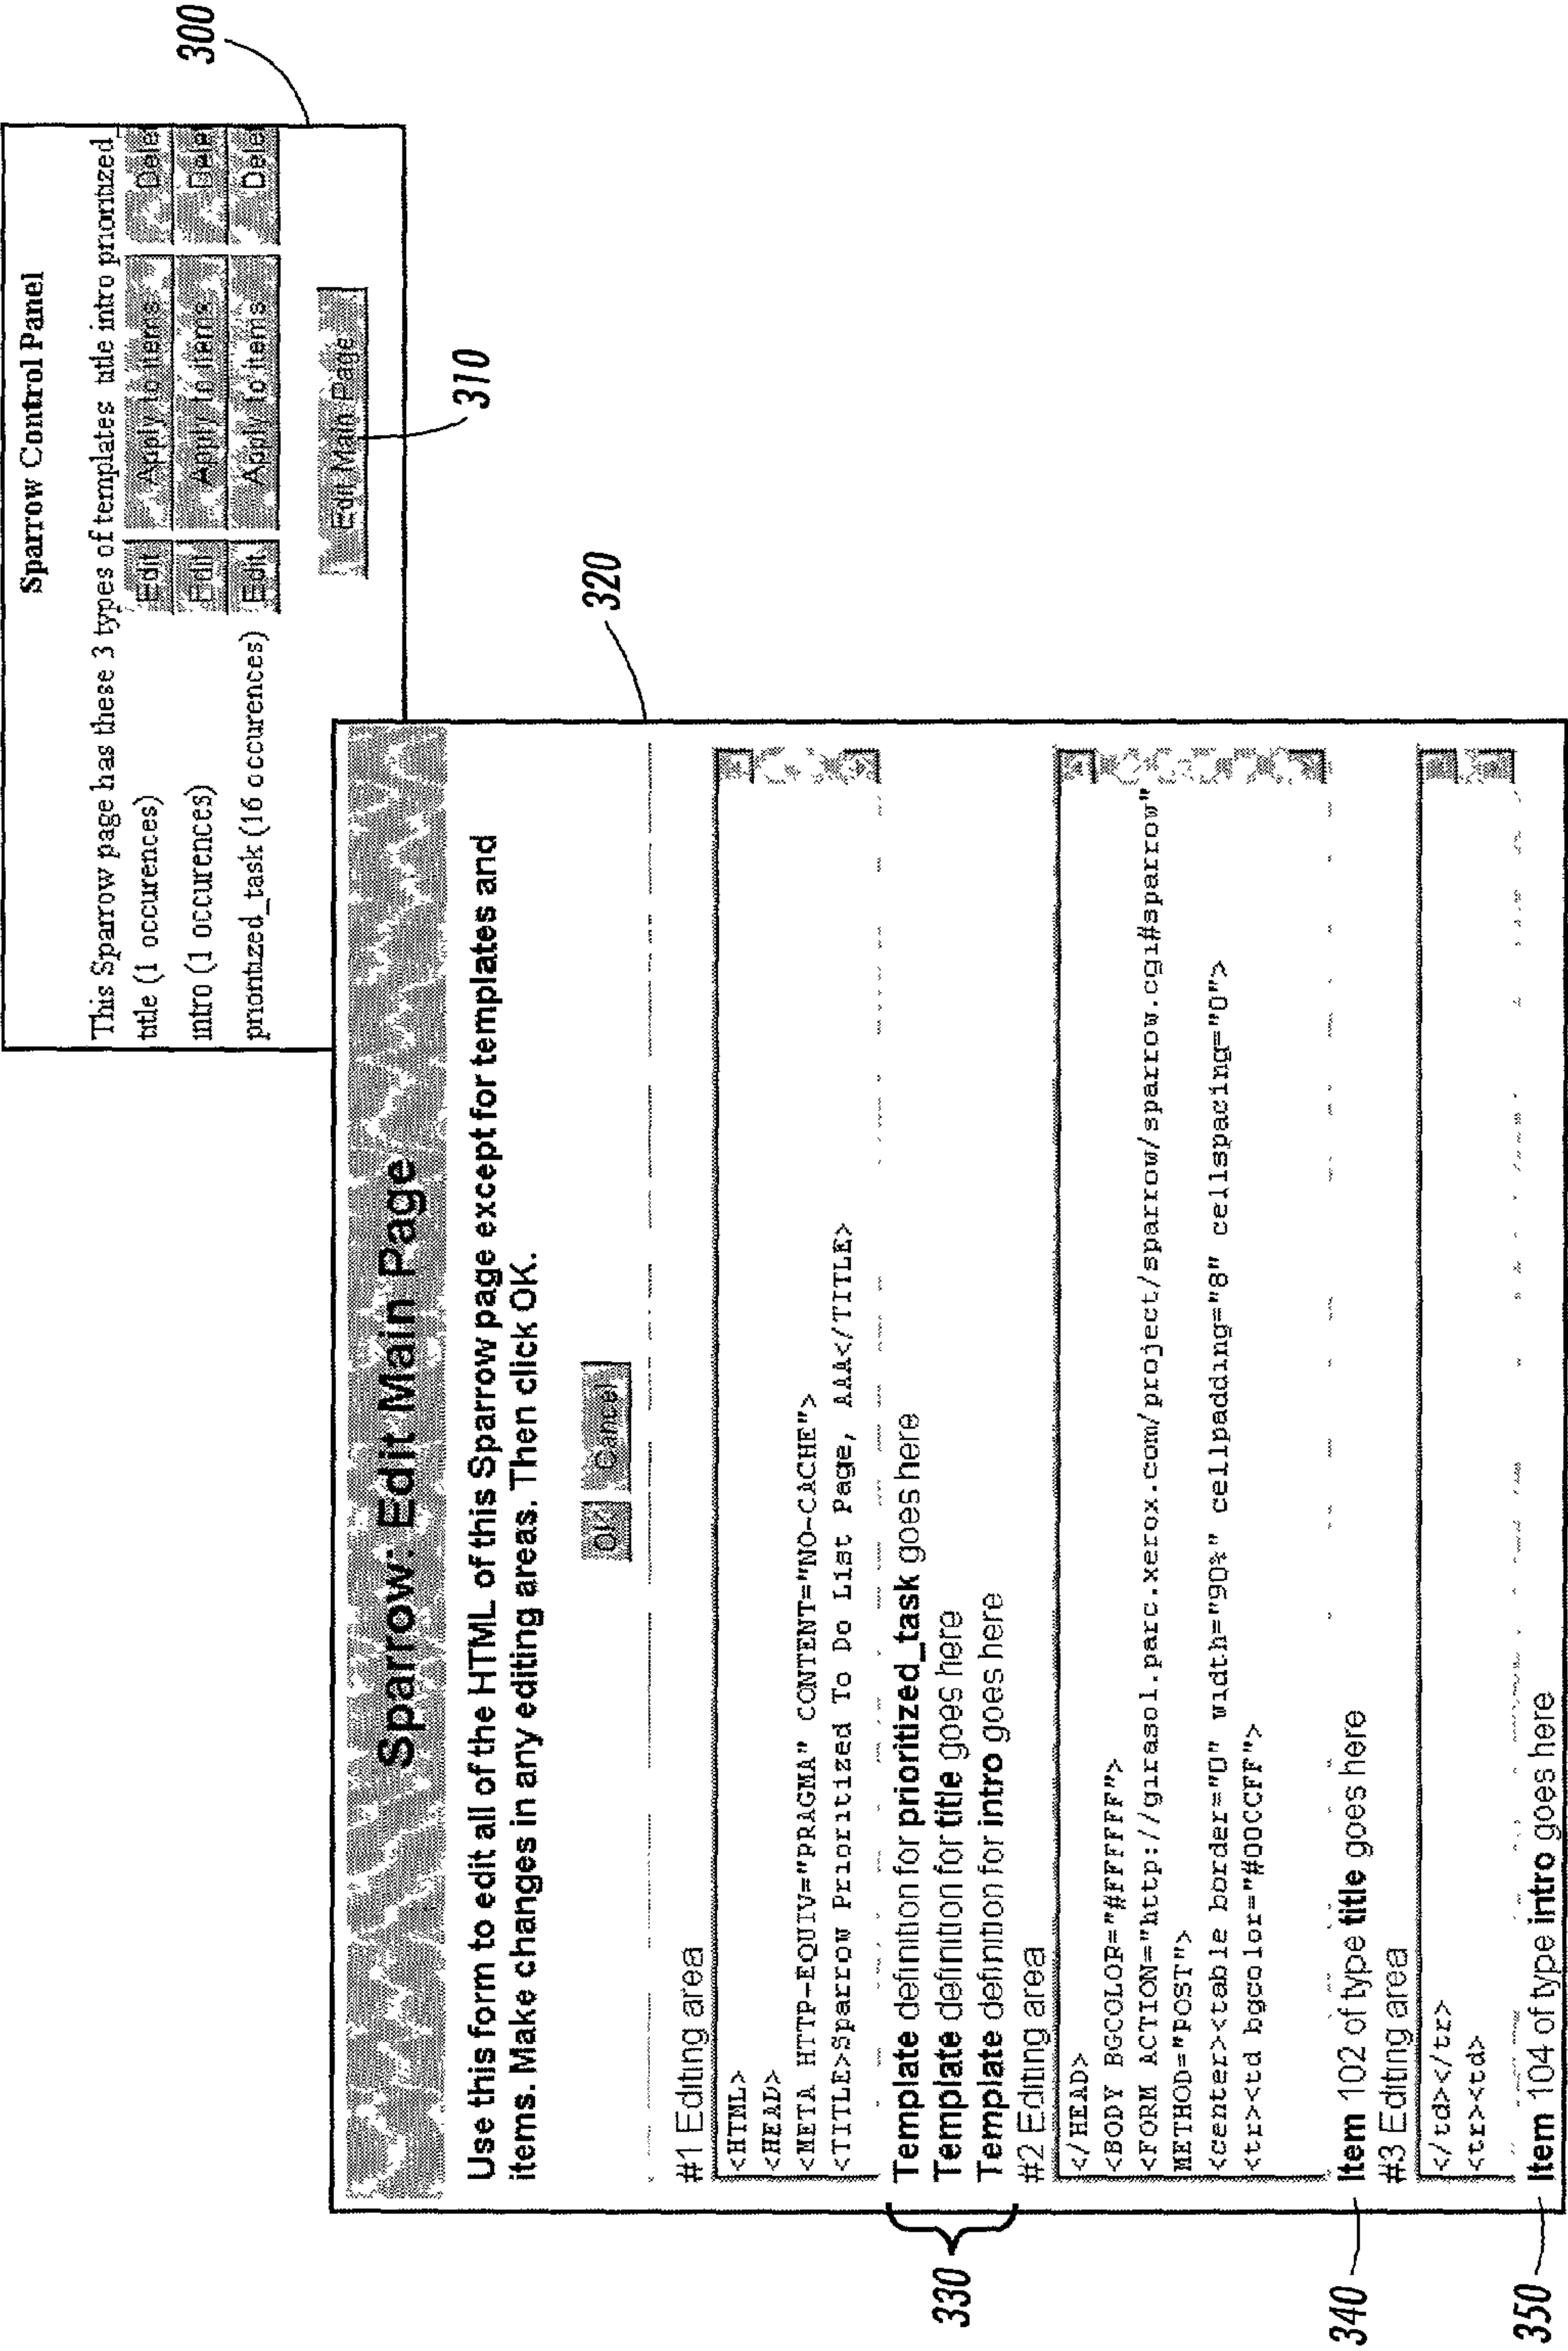 300
Sparrow Control Panel
This Sparrow page has these 3 types of templates title intro prioritized
title (1 occurences) Edit Apply to items Dele
intro (1 occurences) Edit Apply to items Dele
prioritized_task (16 occurences) Edit Apply to items Dele
Edit Main Page
310
320
Sparrow: Edit Main Page
Use this form to edit all of the HTML of this Sparrow page except for templates and
items. Make changes in any editing areas. Then click OK.
OK Cancel
#1 Editing area
<HTML>
<HEAD>
<META HTTP-EQUIV="PRAGMA" CONTENT="NO-CACHE">
<TITLE>Sparrow Prioritized To Do List Page, AAA</TITLE>
330
Template definition for prioritized_task goes here
Template definition for title goes here
Template definition for intro goes here
#2 Editing area
</HEAD>
<BODY BGCOLOR="#FFFFFF">
<FORM ACTION="http://girasol.parc.xerox.com/project/sparrow/sparrow.cgi#sparrow"
METHOD="POST">
<center><table border="0" width="90%" cellpadding="8" cellspacing="0">
<tr><td bgcolor="#00CCFF">
340
Item 102 of type title goes here
#3 Editing area
</td></tr>
<tr><td>
350
Item 104 of type intro goes here